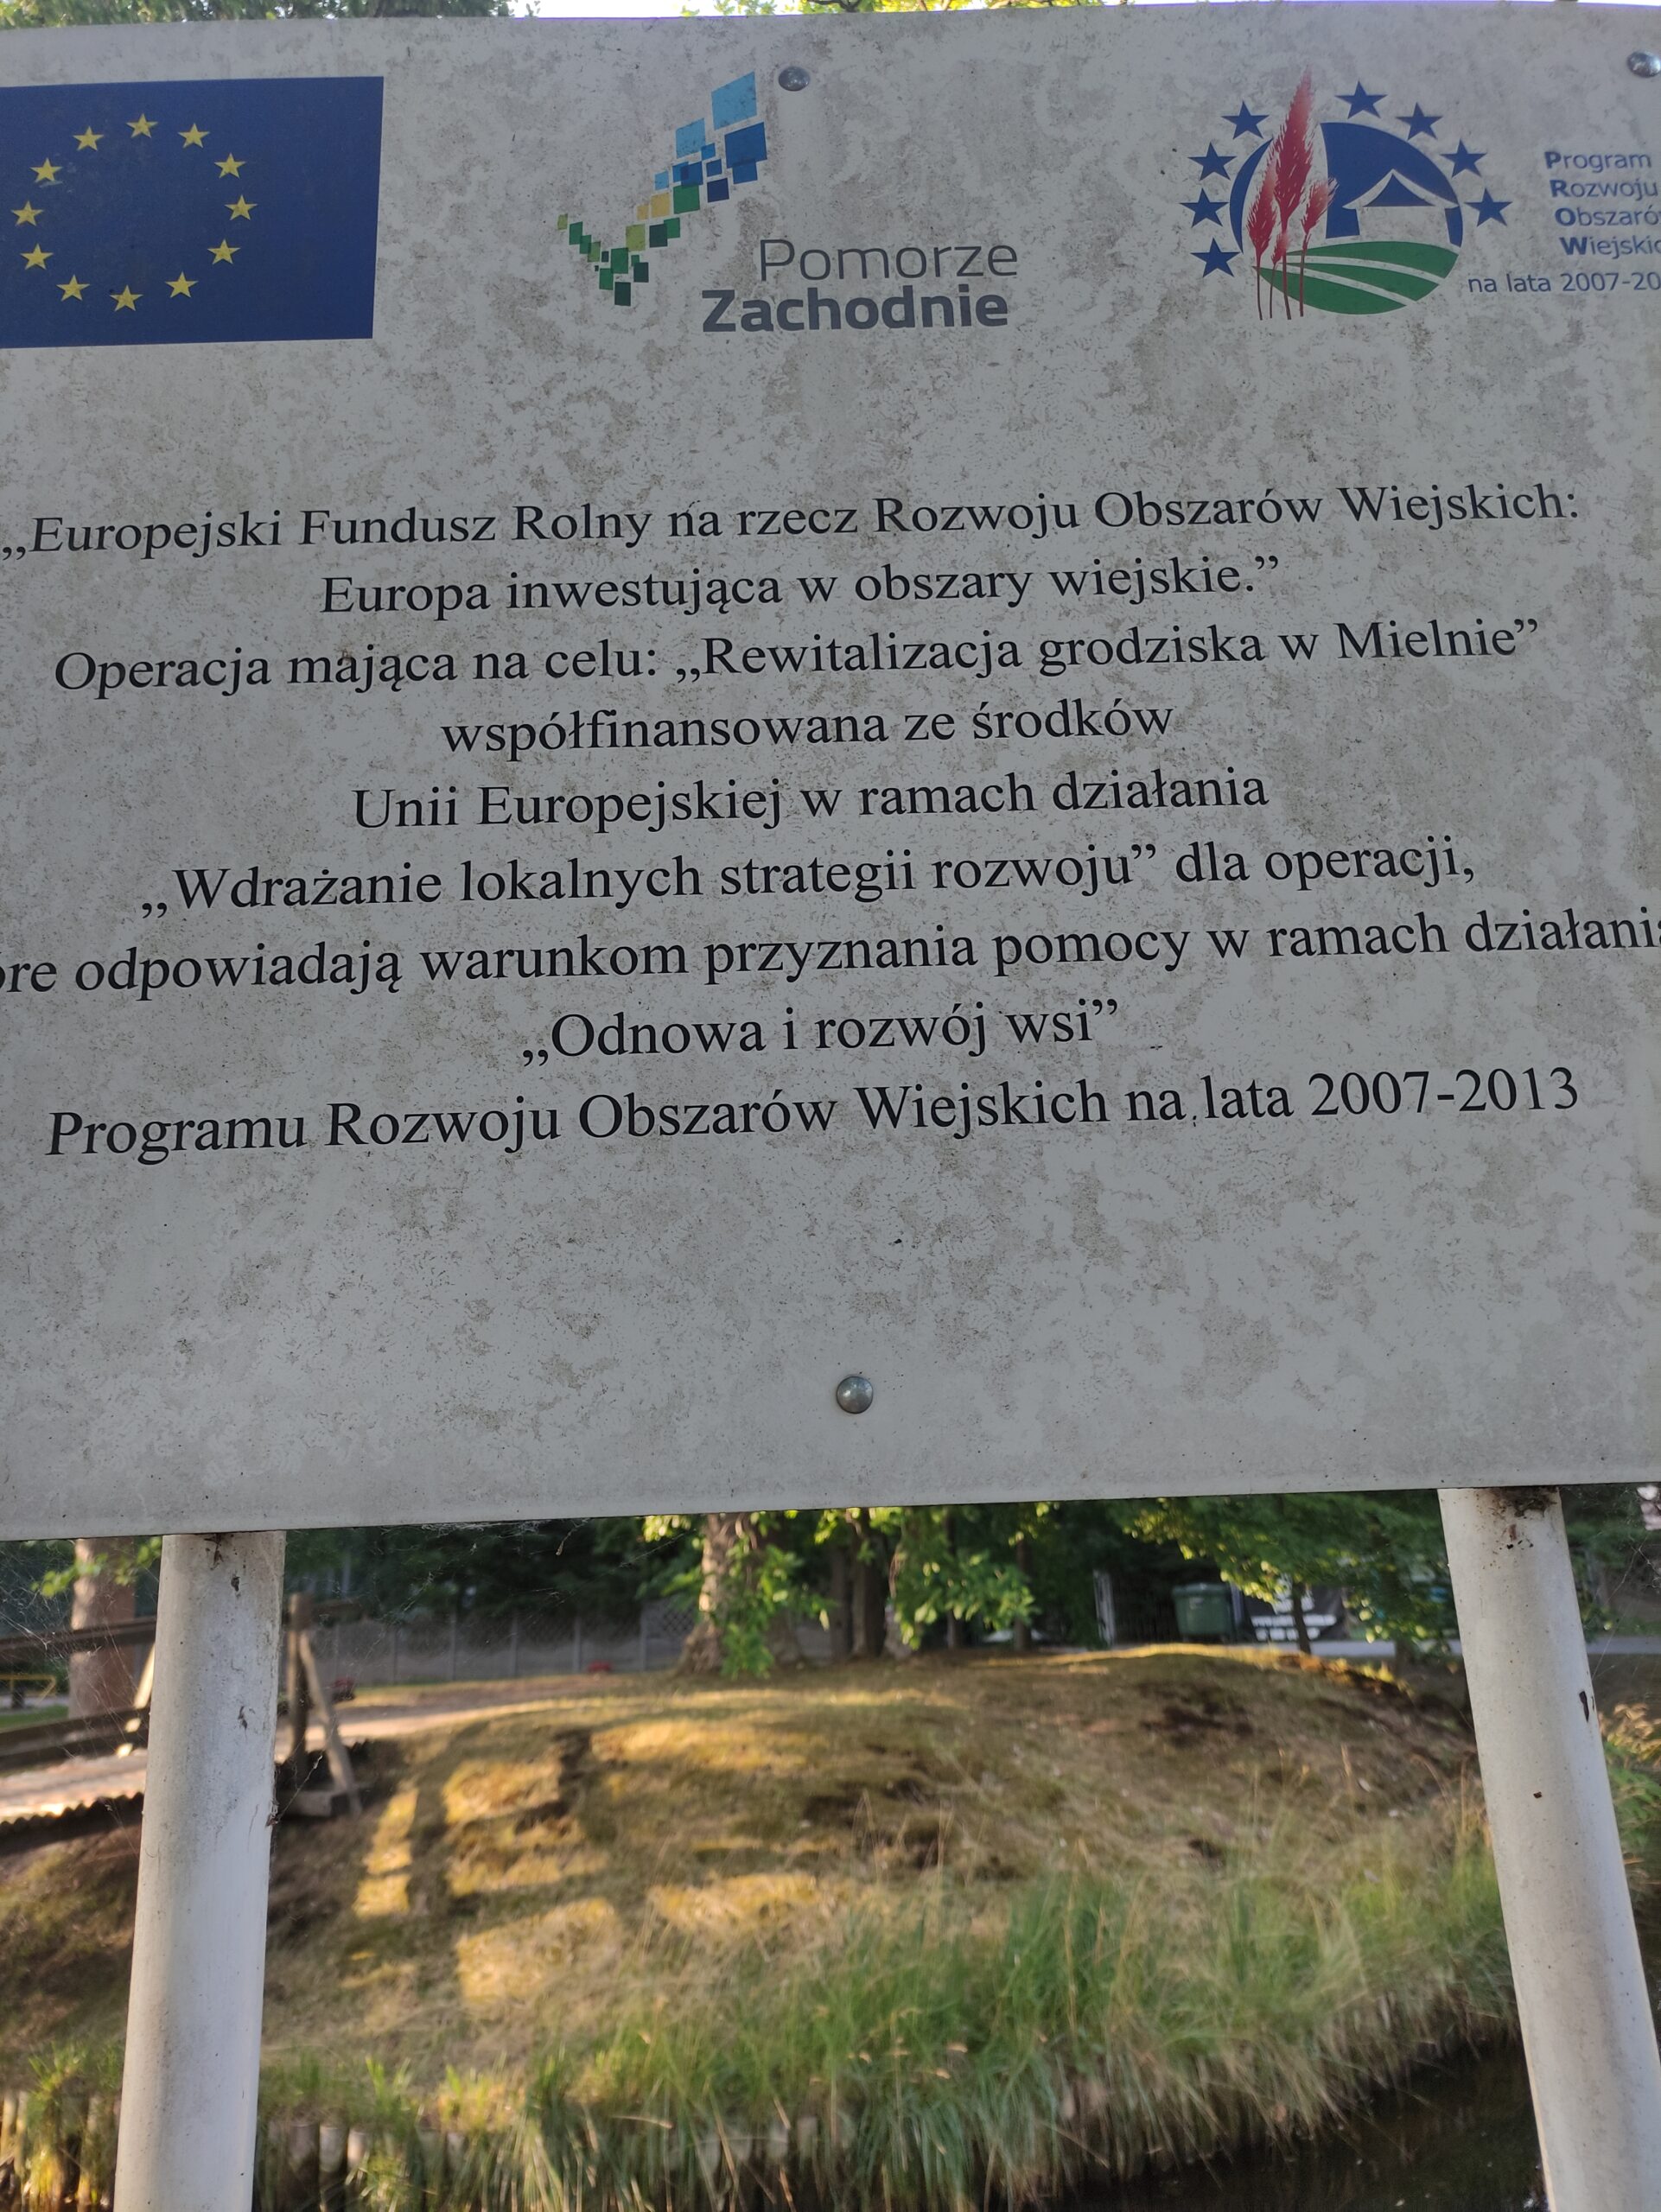 Pomorze
Zachodnie
Program
Rozwoju
Obszaró
Wiejskic
na lata 2007-20
„Europejski Fundusz Rolny na rzecz Rozwoju Obszarów Wiejskich:
Europa inwestująca w obszary wiejskie.”
Operacja mająca na celu: „Rewitalizacja grodziska w Mielnie”
współfinansowana ze środków
Unii Europejskiej w ramach działania
„Wdrażanie lokalnych strategii rozwoju” dla operacji,
óre odpowiadają warunkom przyznania pomocy w ramach działania
„Odnowa i rozwój wsi”
Programu Rozwoju Obszarów Wiejskich na lata 2007-2013